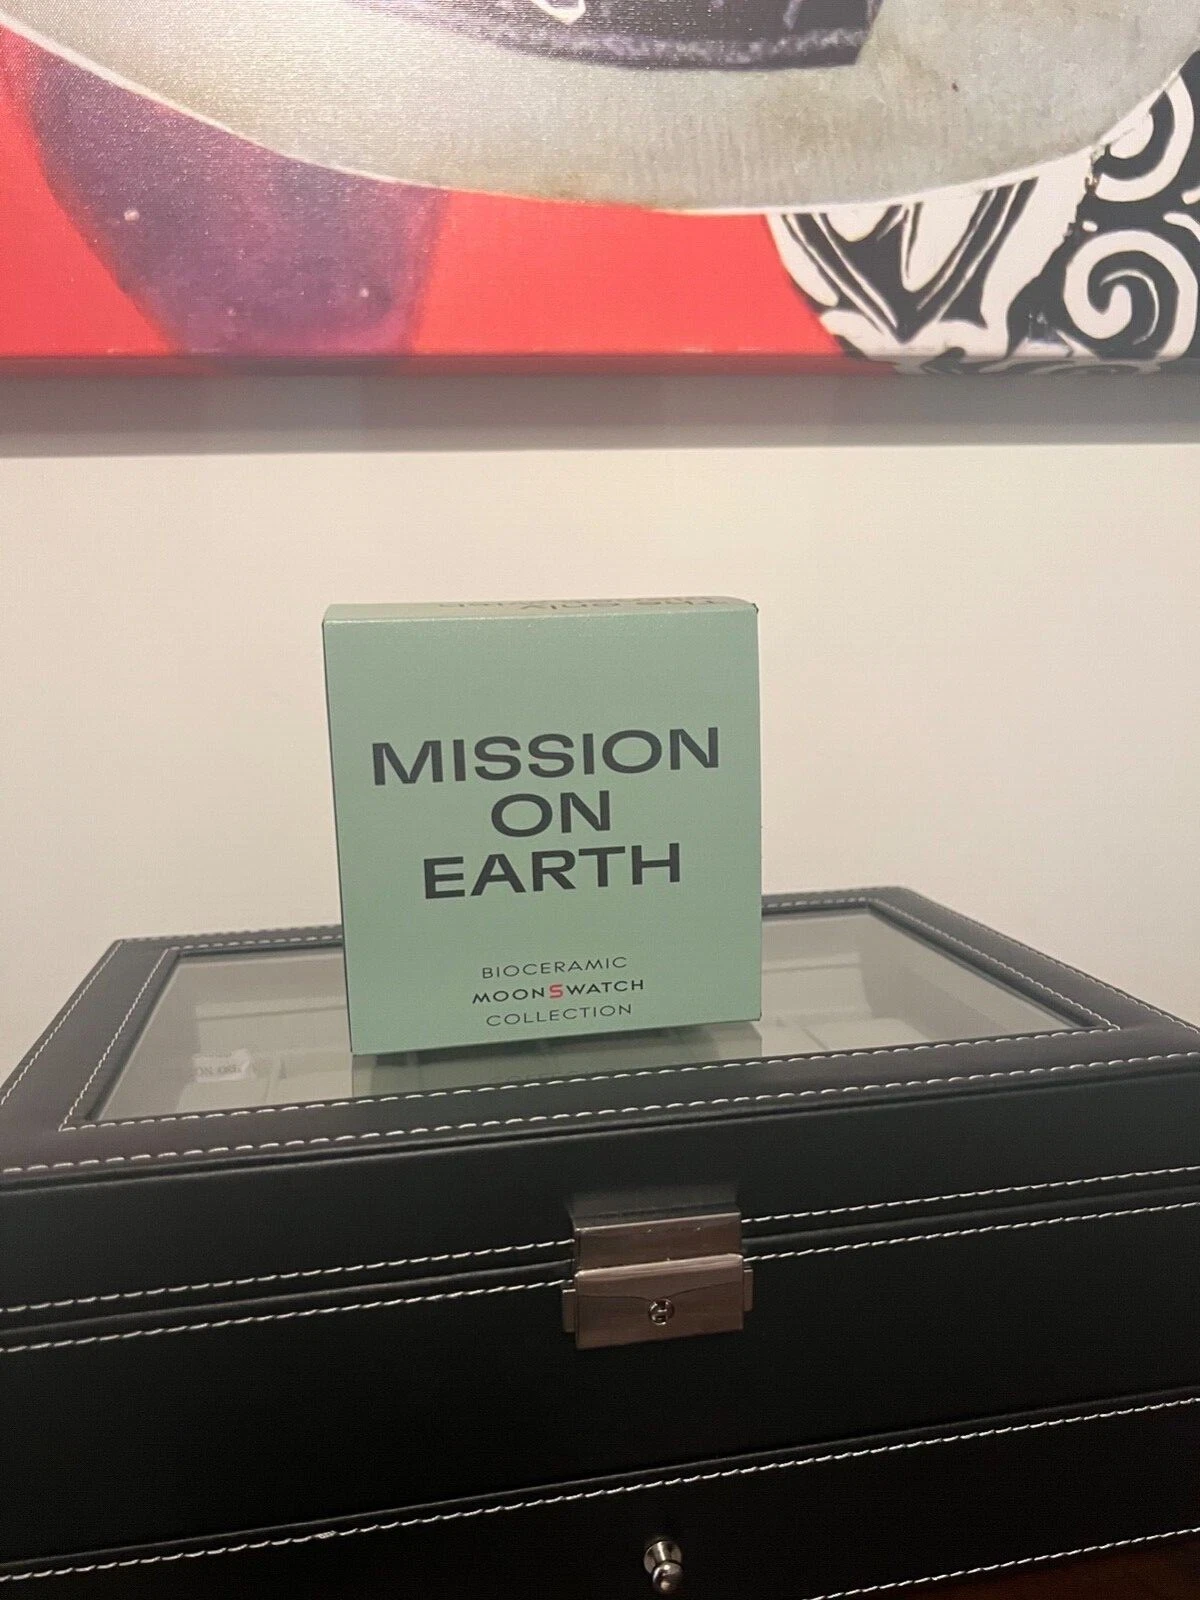 MISSION
ON
EARTH
BIOCERAMIC
MOONSWATCH
COLLECTION